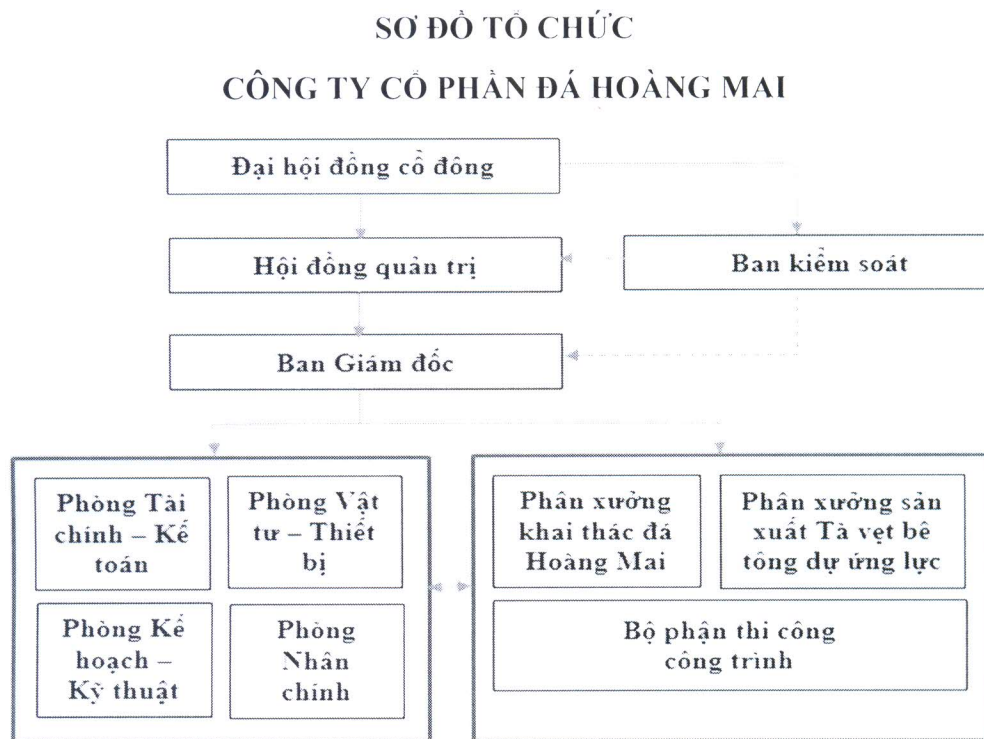 SƠ ĐỒ TỔ CHỨC
CÔNG TY CỔ PHẦN ĐÁ HOÀNG MAI
Đại hội đồng cổ đông
Hội đồng quản trị
Ban kiểm soát
Ban Giám đốc
Phòng Tài
chính – Kế
toán
Phòng Vật
tư – Thiết
bị
Phòng Kế
hoạch –
Kỹ thuật
Phòng
Nhân
chính
Phân xưởng
khai thác đá
Hoàng Mai
Phân xưởng sản
xuất Tà vẹt bê
tông dự ứng lực
Bộ phận thi công
công trình